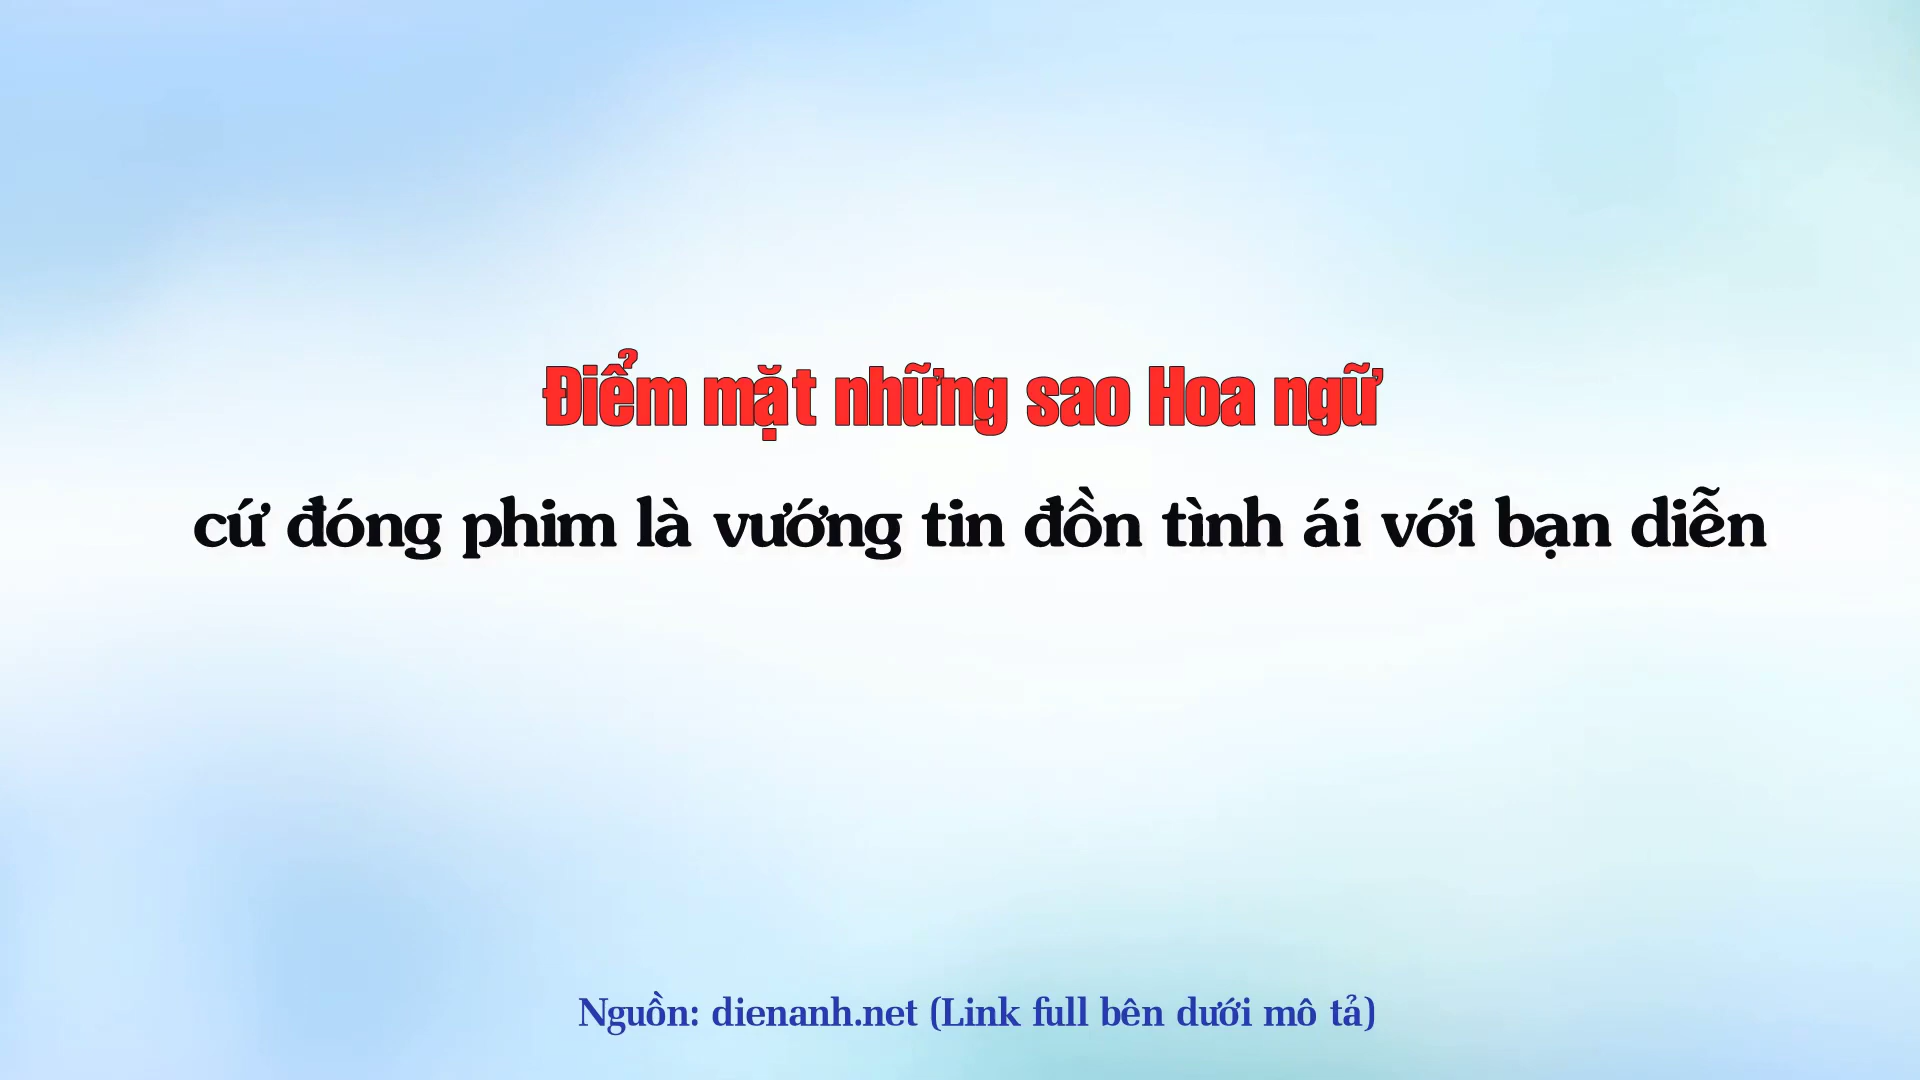 Điểm mặt những sao Hoa ngữ
cứ đóng phim là vướng tin đồn tình ái với bạn diễn
Nguồn: dienanh.net (Link full bên dưới mô tả)